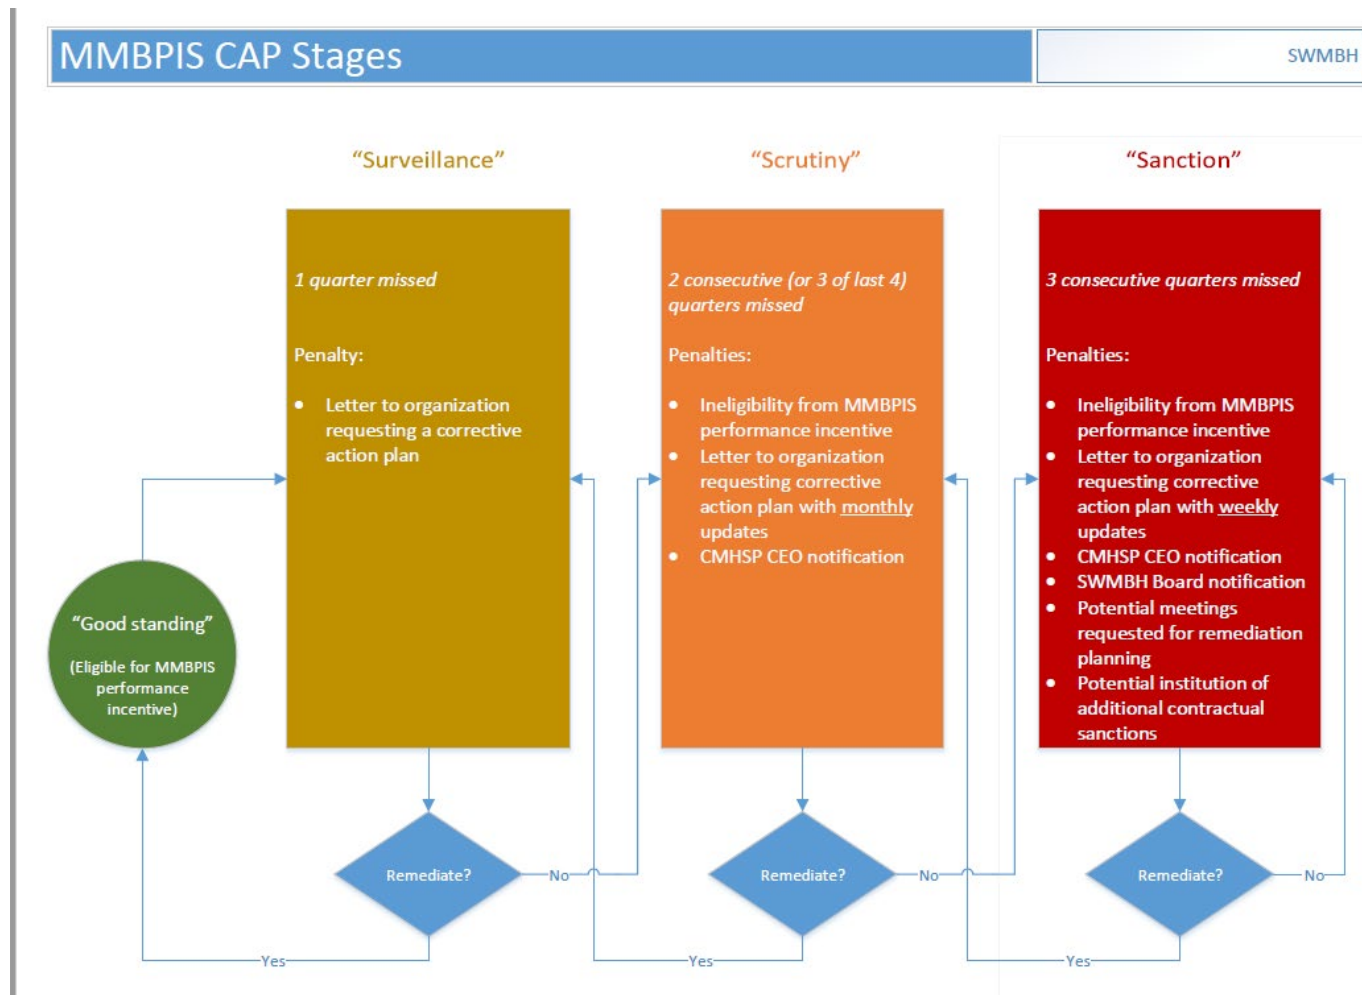 MMBPIS CAP Stages
SWMBH
“Surveillance”
“Scrutiny”
“Sanction”
1 quarter missed
Penalty:
• Letter to organization
requesting a corrective
action plan
2 consecutive (or 3 of last 4)
quarters missed
Penalties:
• Ineligibility from MMBPIS
performance incentive
• Letter to organization
requesting corrective
action plan with monthly
updates
• CMHSP CEO notification
3 consecutive quarters missed
Penalties:
• Ineligibility from MMBPIS
performance incentive
• Letter to organization
requesting corrective
action plan with weekly
updates
• CMHSP CEO notification
• SWMBH Board notification
• Potential meetings
requested for remediation
planning
• Potential institution of
additional contractual
sanctions
“Good standing”
(Eligible for MMBPIS
performance
incentive)
Remediate?
No
Remediate?
No
Remediate?
No
Yes
Yes
Yes